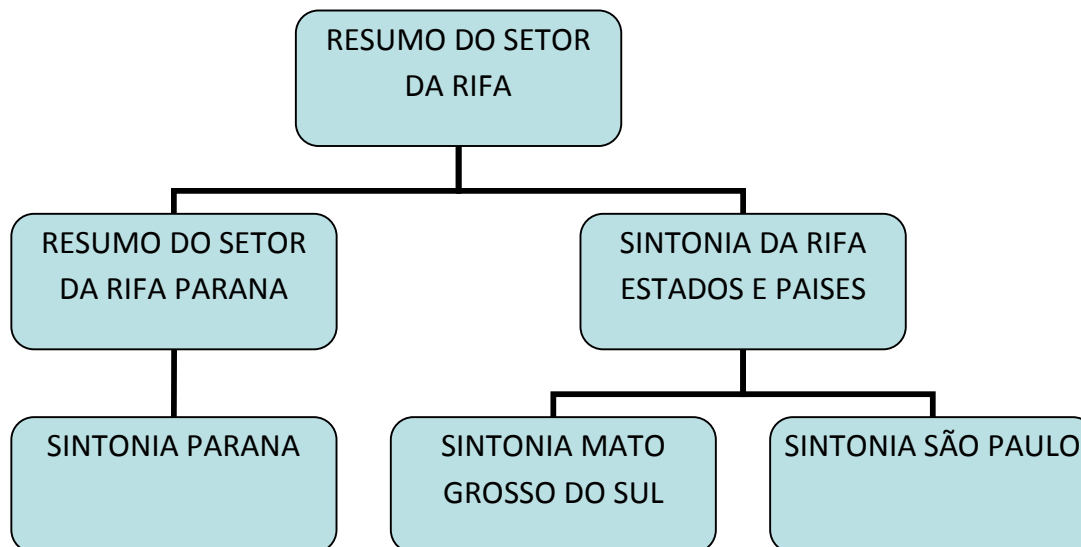 RESUMO DO SETOR
DA RIFA
RESUMO DO SETOR
DA RIFA PARANA
SINTONIA DA RIFA
ESTADOS E PAISES
SINTONIA PARANA
SINTONIA MATO
GROSSO DO SUL
SINTONIA SÃO PAULO